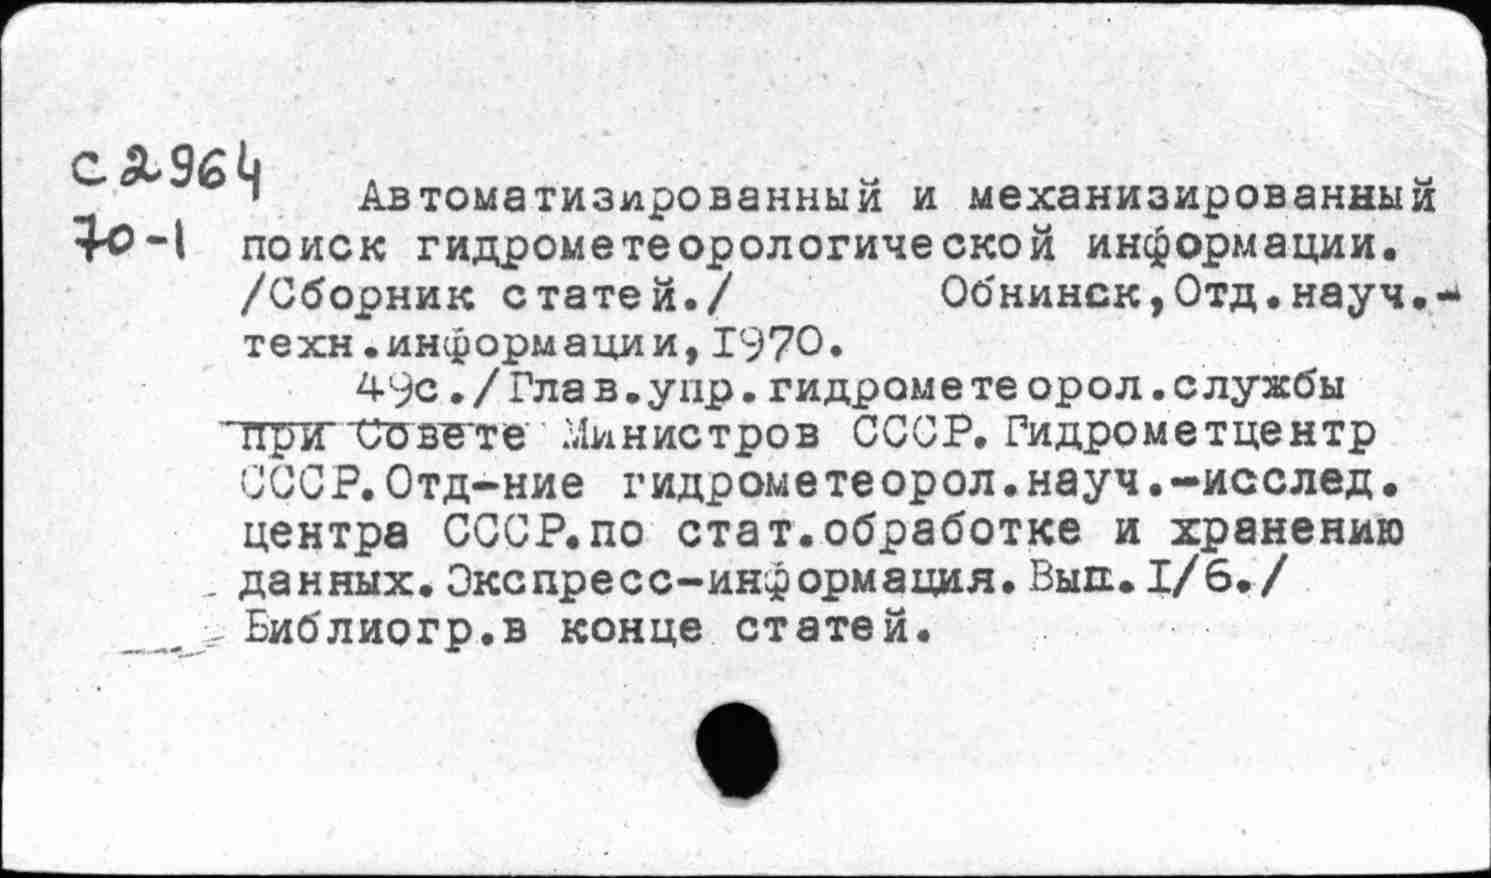 С2964
Автоматизированный и механизированный
70-1 поиск гидрометеорологической информации.
/Сборник статей./ Обнинск,Отд.науч.-
техн.информации,1970.
49с./Глав.упр.гидрометеорол.службы
при Совете Министров СССР.Гидрометцентр
СССР.Отд-ние гидрометеорол.науч.-исслед.
центра СССР.по стат.обработке и хранению
данных.Экспресс-информация.Вып.I/6./
Библиогр.в конце статей.